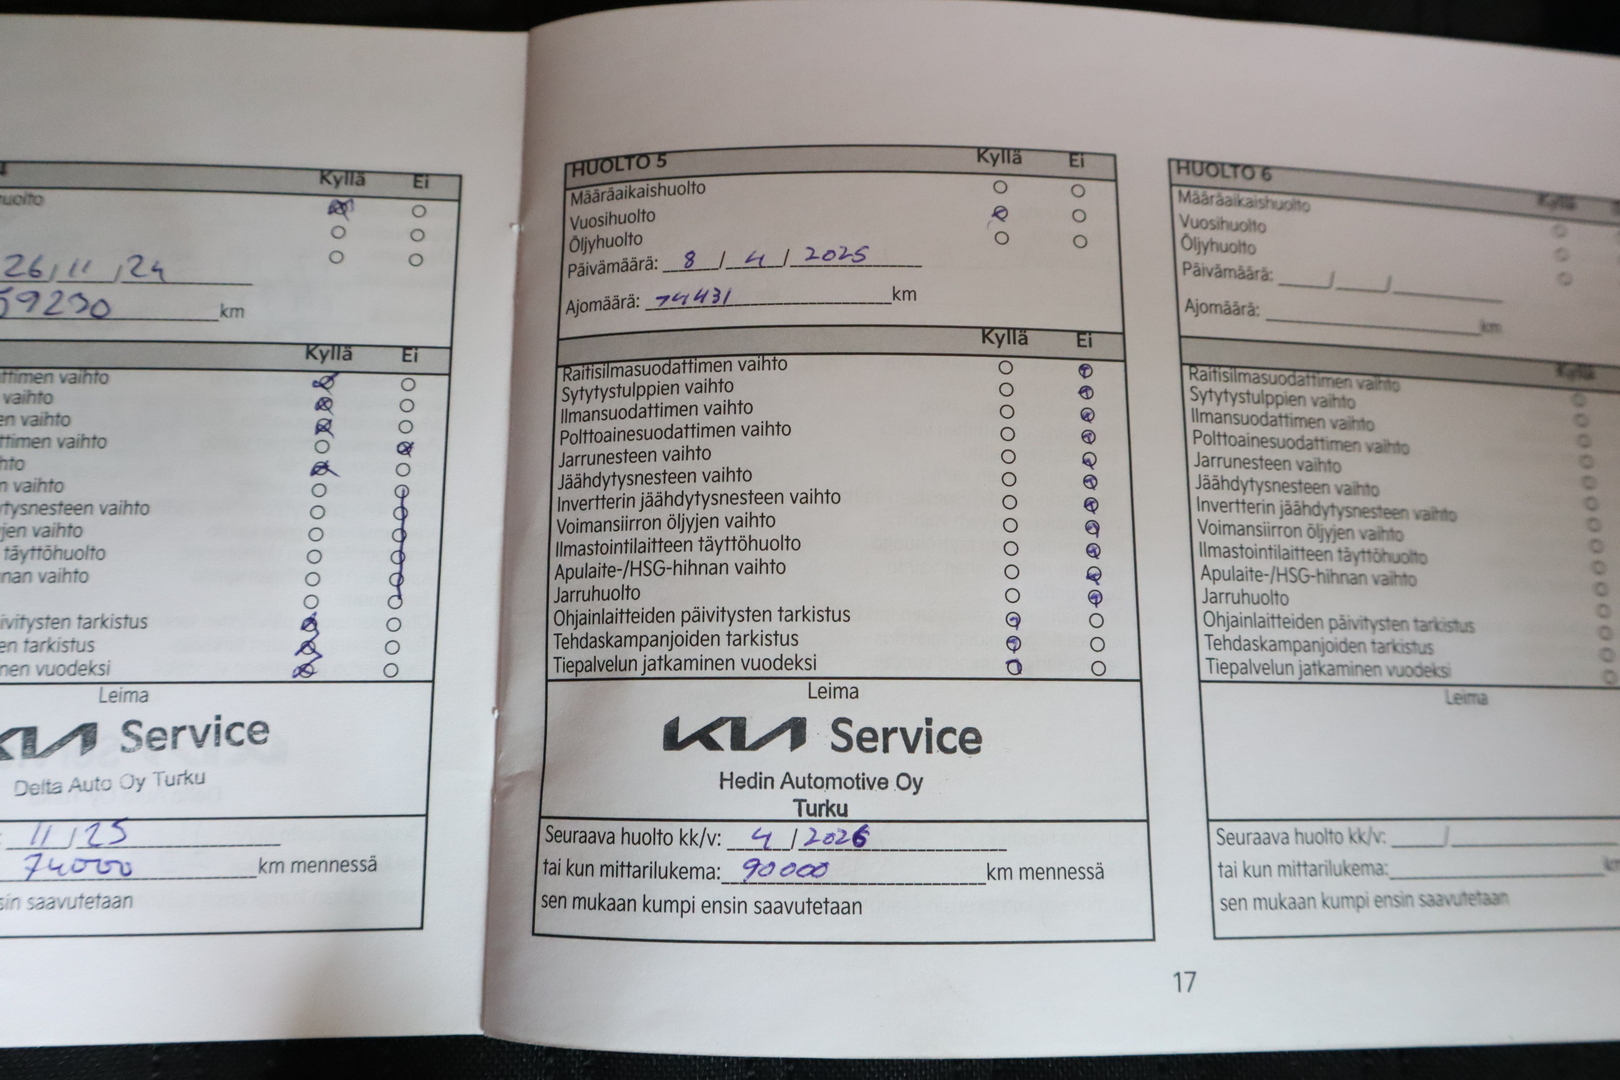 Kyllä Ei
uolto
26/11/24
59230 km
Kyllä Ei
ttimen vaihto
vaihto
en vaihto
ttimen vaihto
hto
n vaihto
tysnesteen vaihto
jen vaihto
täyttöhuolto
nan vaihto
ivitysten tarkistus
en tarkistus
nen vuodeksi
Leima
KIA Service
Delta Auto Oy Turku
11/25
74000 km mennessä
sin saavutetaan
HUOLTO 5 Kyllä Ei
Määräaikaishuolto
Vuosihuolto
Öljyhuolto
Päivämäärä: 8/4/2025
Ajomäärä: 74431 km
Kyllä Ei
Raitisilmasuodattimen vaihto
Sytytystulppien vaihto
Ilmansuodattimen vaihto
Polttoainesuodattimen vaihto
Jarrunesteen vaihto
Jäähdytysnesteen vaihto
Invertterin jäähdytysnesteen vaihto
Voimansiirron öljyjen vaihto
Ilmastointilaitteen täyttöhuolto
Apulaite-/HSG-hihnan vaihto
Jarruhuolto
Ohjainlaitteiden päivitysten tarkistus
Tehdaskampanjoiden tarkistus
Tiepalvelun jatkaminen vuodeksi
Leima
KIA Service
Hedin Automotive Oy
Turku
Seuraava huolto kk/v: 4/2026
tai kun mittarilukema: 90000 km mennessä
sen mukaan kumpi ensin saavutetaan
HUOLTO 6 Kyllä
Määräaikaishuolto
Vuosihuolto
Öljyhuolto
Päivämäärä: / /
Ajomäärä: km
Kyllä
Raitisilmasuodattimen vaihto
Sytytystulppien vaihto
Ilmansuodattimen vaihto
Polttoainesuodattimen vaihto
Jarrunesteen vaihto
Jäähdytysnesteen vaihto
Invertterin jäähdytysnesteen vaihto
Voimansiirron öljyjen vaihto
Ilmastointilaitteen täyttöhuolto
Apulaite-/HSG-hihnan vaihto
Jarruhuolto
Ohjainlaitteiden päivitysten tarkistus
Tehdaskampanjoiden tarkistus
Tiepalvelun jatkaminen vuodeksi
Leima
Seuraava huolto kk/v: /
tai kun mittarilukema: km
sen mukaan kumpi ensin saavutetaan
17